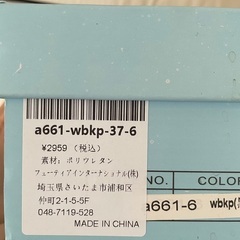 a661-wbkp-37-6
¥2959 (税込)
素材: ポリウレタン
フューティアインターナショナル(株)
埼玉県さいたま市浦和区
仲町2-1-5-5F
048-7119-528
MADE IN CHINA
NO.
COLOR
a661-6
wbkp(